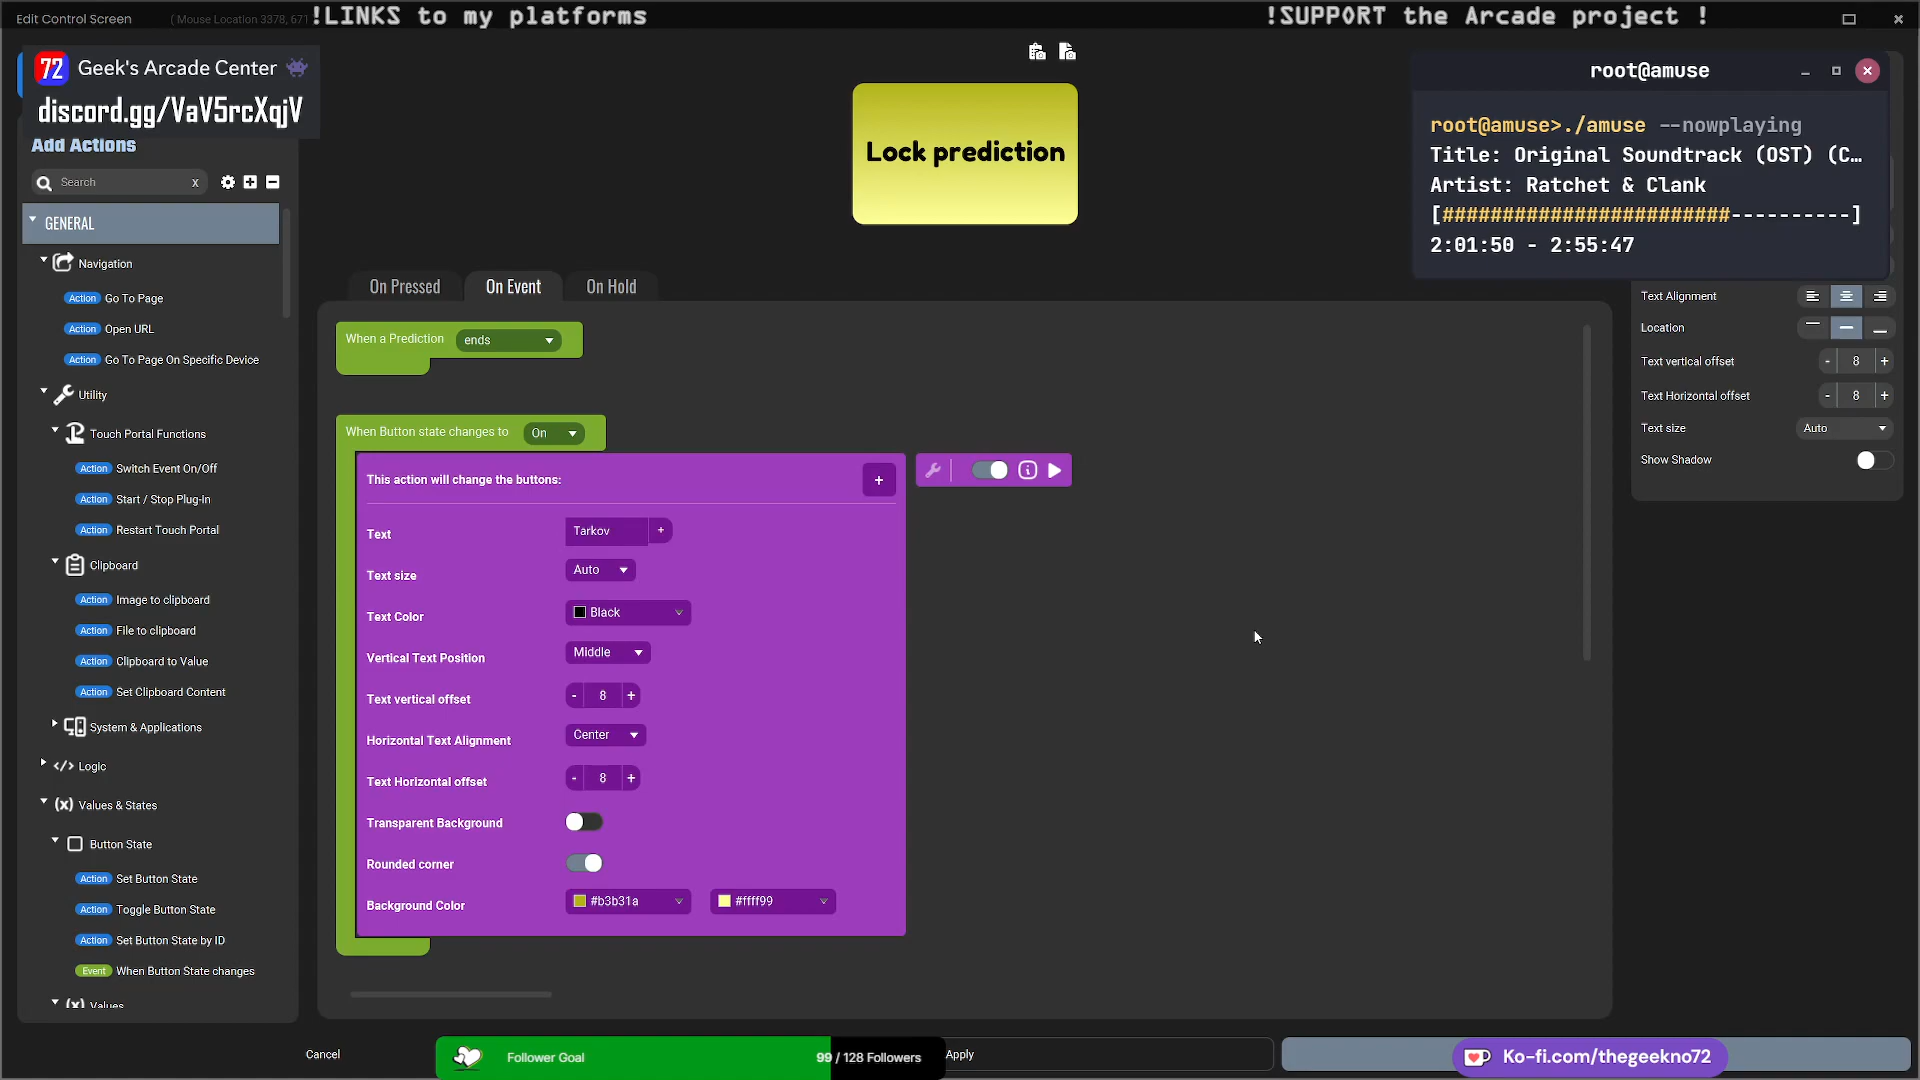 Edit Control Screen
( Mouse Location 3378, 671
!LINKS to my platforms
!SUPPORT the Arcade project !
72
Geek's Arcade Center
discord.gg/VaV5rcXqjV
Lock prediction
root@amuse
root@amuse>./amuse --nowplaying
Title: Original Soundtrack (OST) (C…
Artist: Ratchet & Clank
[########################----------]
2:01:50 - 2:55:47
Add Actions
Search
x
GENERAL
Navigation
Action Go To Page
Action Open URL
Action Go To Page On Specific Device
Utility
Touch Portal Functions
Action Switch Event On/Off
Action Start / Stop Plug-In
Action Restart Touch Portal
Clipboard
Action Image to clipboard
Action File to clipboard
Action Clipboard to Value
Action Set Clipboard Content
System & Applications
</> Logic
(x) Values & States
Button State
Action Set Button State
Action Toggle Button State
Action Set Button State by ID
Event When Button State changes
(x) Values
On Pressed
On Event
On Hold
When a Prediction ends
When Button state changes to On
This action will change the buttons:
+
Text Tarkov +
Text size Auto
Text Color Black
Vertical Text Position Middle
Text vertical offset - 8 +
Horizontal Text Alignment Center
Text Horizontal offset - 8 +
Transparent Background
Rounded corner
Background Color #b3b31a #ffff99
Text Alignment
Location
Text vertical offset - 8 +
Text Horizontal offset - 8 +
Text size Auto
Show Shadow
Cancel
Follower Goal
99 / 128 Followers
Apply
Ko-fi.com/thegeekno72